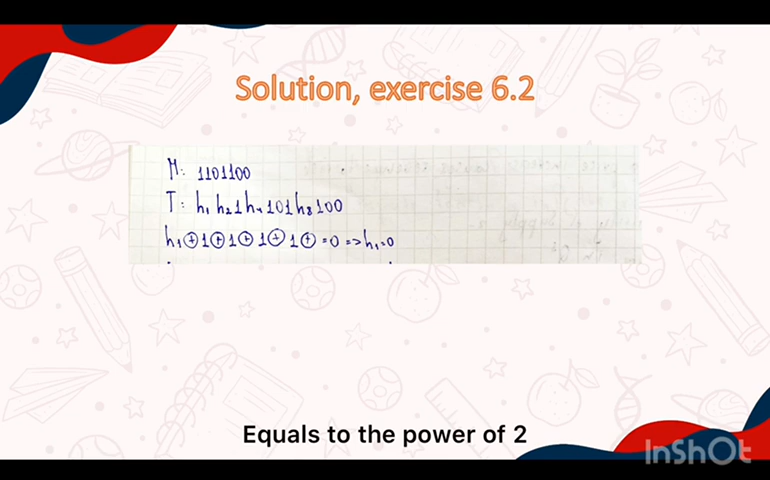 Solution, exercise 6.2
M: 1101100
T: h₁ h₂ 1 h₄ 101 h₈ 100
h₁ ⊕ 1 ⊕ 1 ⊕ 1 ⊕ 1 ⊕ = 0 => h₁ = 0
Equals to the power of 2
InShOt